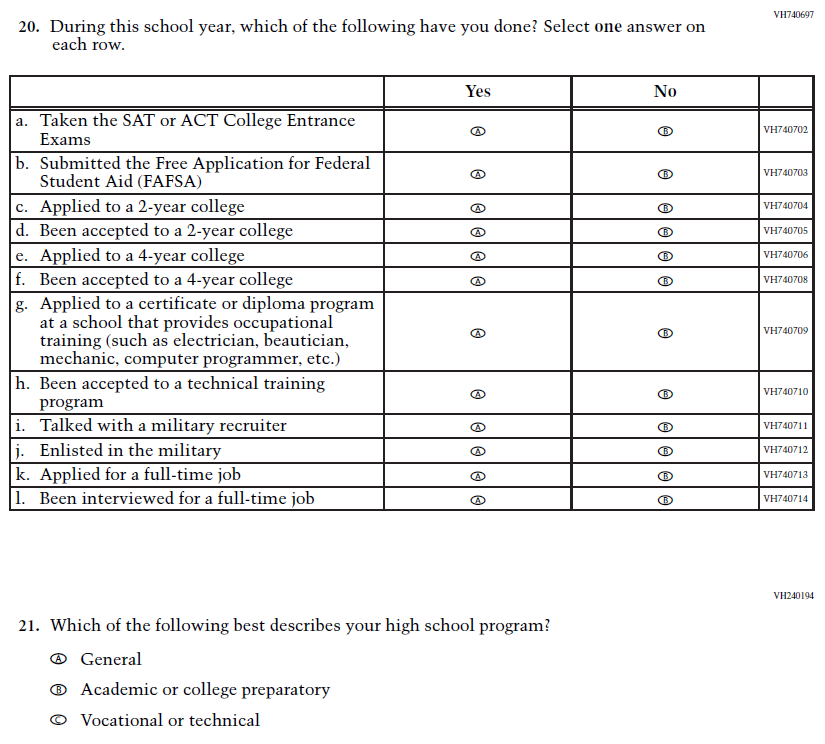 VH740697
20. During this school year, which of the following have you done? Select one answer on
each row.
Yes No
a. Taken the SAT or ACT College Entrance
Exams
A B VH740702
b. Submitted the Free Application for Federal
Student Aid (FAFSA)
A B VH740703
c. Applied to a 2-year college A B VH740704
d. Been accepted to a 2-year college A B VH740705
e. Applied to a 4-year college A B VH740706
f. Been accepted to a 4-year college A B VH740708
g. Applied to a certificate or diploma program
at a school that provides occupational
training (such as electrician, beautician,
mechanic, computer programmer, etc.)
A B VH740709
h. Been accepted to a technical training
program
A B VH740710
i. Talked with a military recruiter A B VH740711
j. Enlisted in the military A B VH740712
k. Applied for a full-time job A B VH740713
l. Been interviewed for a full-time job A B VH740714
VH240194
21. Which of the following best describes your high school program?
A General
B Academic or college preparatory
C Vocational or technical